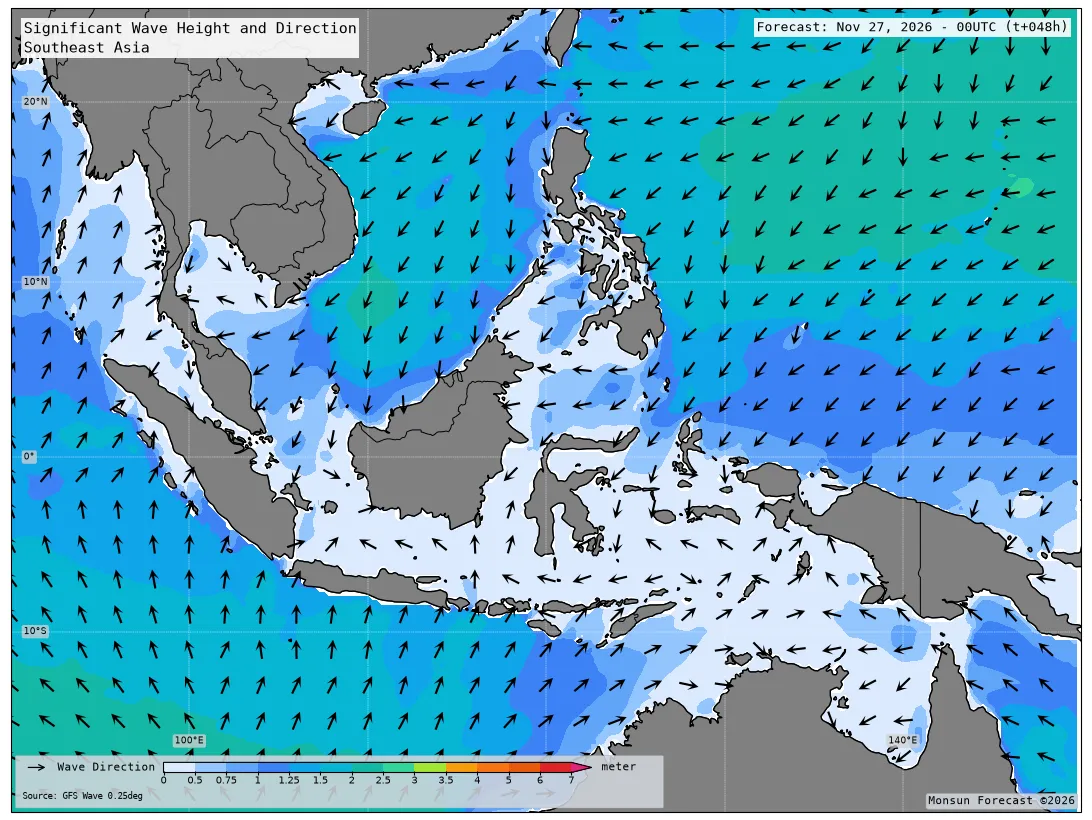 Significant Wave Height and Direction
Southeast Asia
Forecast: Nov 27, 2026 - 00UTC (t+048h)
20°N
10°N
0°
10°S
100°E
140°E
Wave Direction
meter
0 0.5 0.75 1 1.25 1.5 2 2.5 3 3.5 4 5 6 7
Source: GFS Wave 0.25deg
Monsun Forecast ©2026